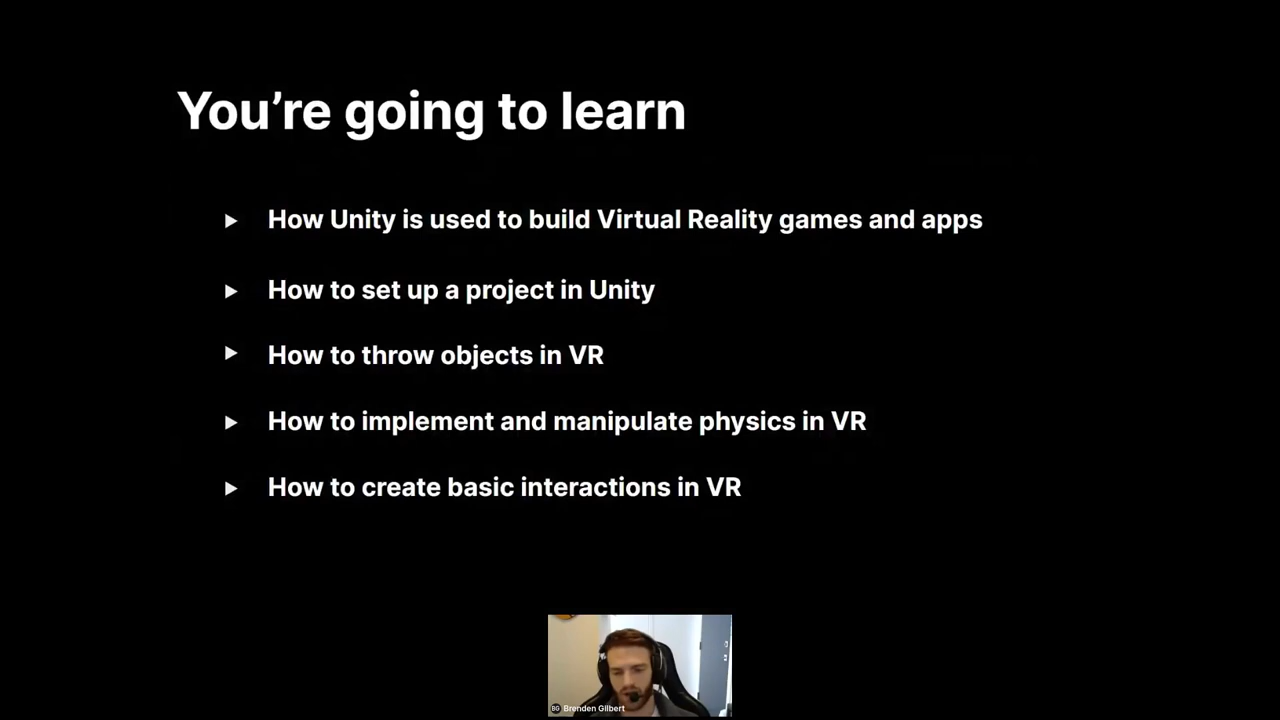 You’re going to learn
How Unity is used to build Virtual Reality games and apps
How to set up a project in Unity
How to throw objects in VR
How to implement and manipulate physics in VR
How to create basic interactions in VR
BG Brenden Gilbert